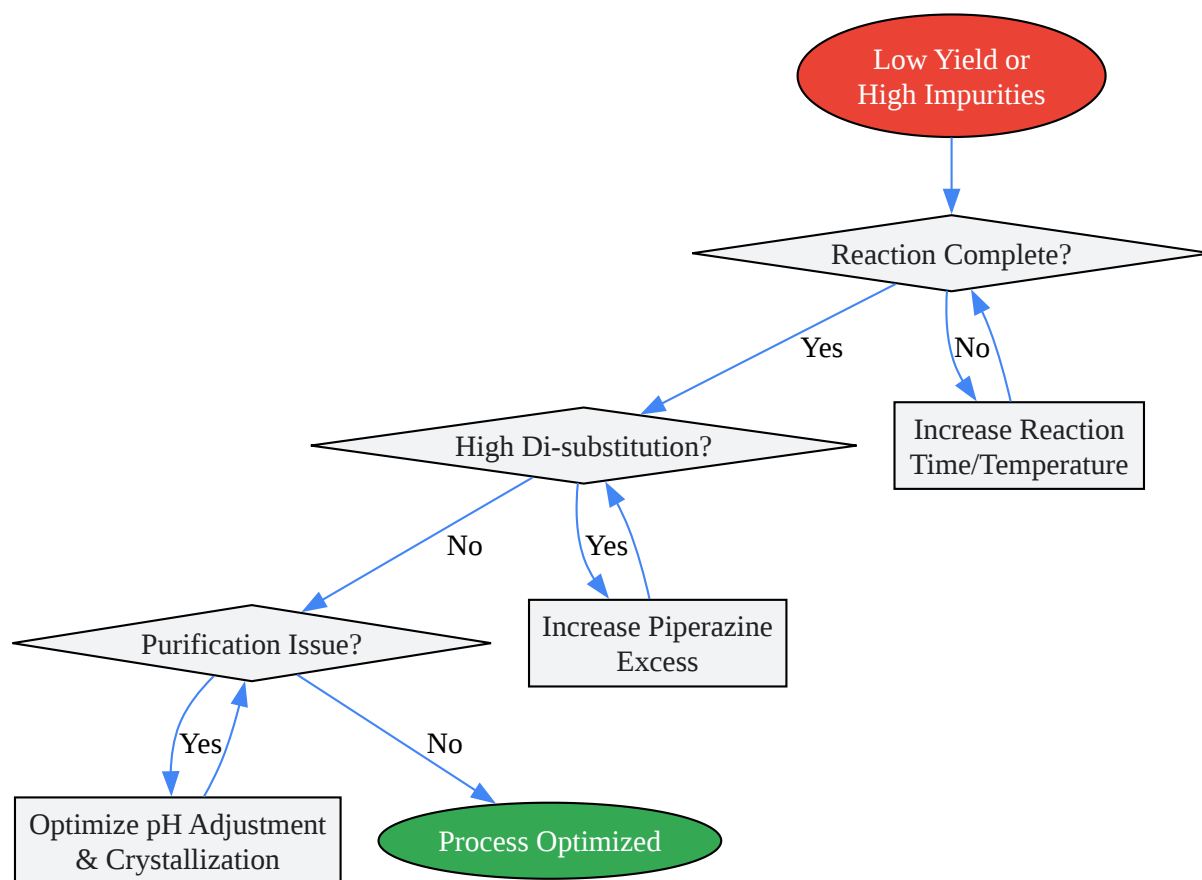 Low Yield or
High Impurities
Reaction Complete?
Yes
No
Increase Reaction
Time/Temperature
High Di-substitution?
No
Yes
Increase Piperazine
Excess
Purification Issue?
Yes
No
Optimize pH Adjustment
& Crystallization
Process Optimized